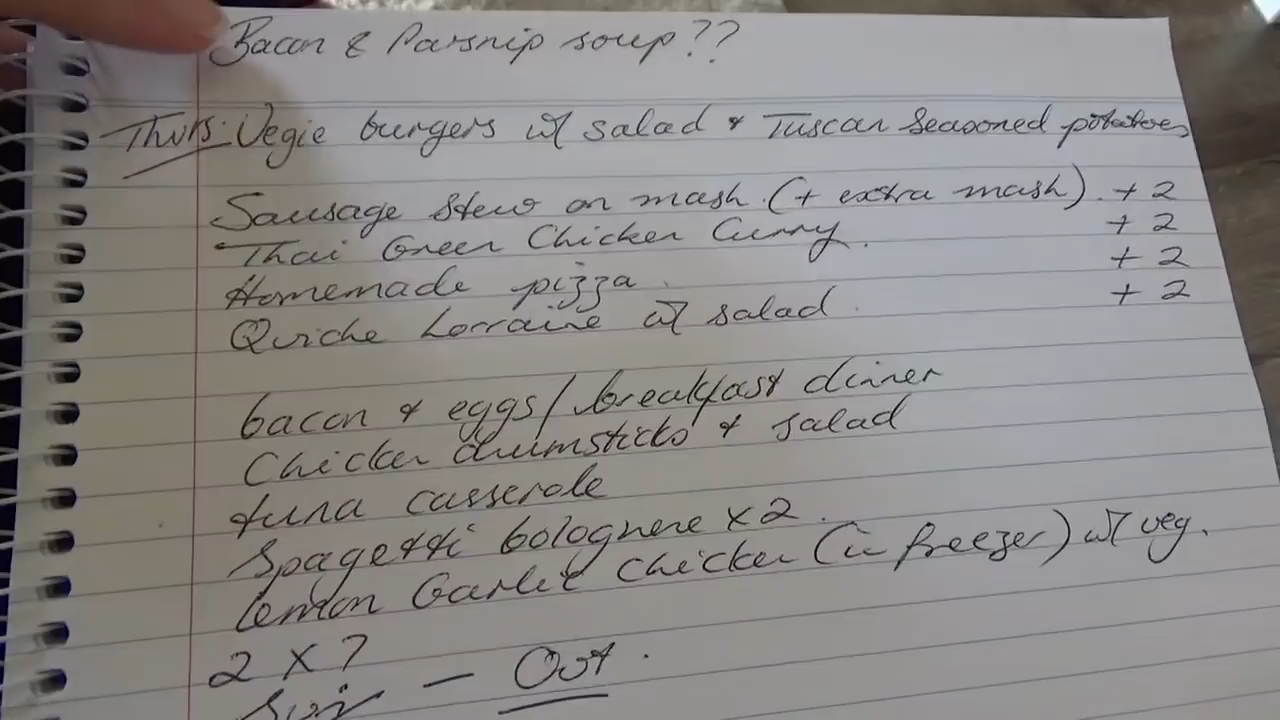 Bacon & Parsnip soup??
Thurs: Vegie burgers w/ salad & Tuscan Seasoned potatoes
Sausage Stew on mash. (+ extra mash). + 2
Thai Green Chicken Curry. + 2
Homemade pizza. + 2
Quiche Lorraine w/ salad. + 2
bacon & eggs/breakfast dinner
Chicken drumsticks & salad
tuna casserole
Spagetti bolognese x2.
Lemon Garlic Chicken (in freezer) w/ veg.
2 x ?
— Out.